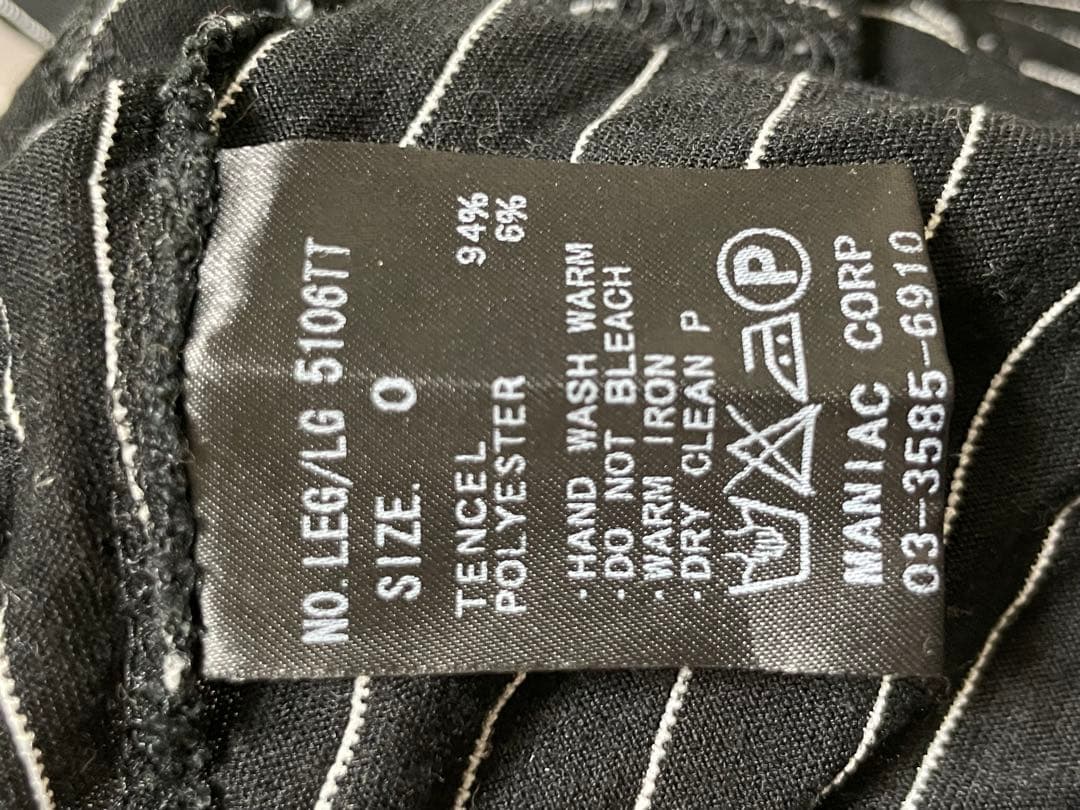 NO. LEG/LG 5106TT
SIZE. 0
TENCEL 94%
POLYESTER 6%
· HAND WASH WARM
· DO NOT BLEACH
· WARM IRON
· DRY CLEAN P
P
MANIAC CORP
03-3585-6910